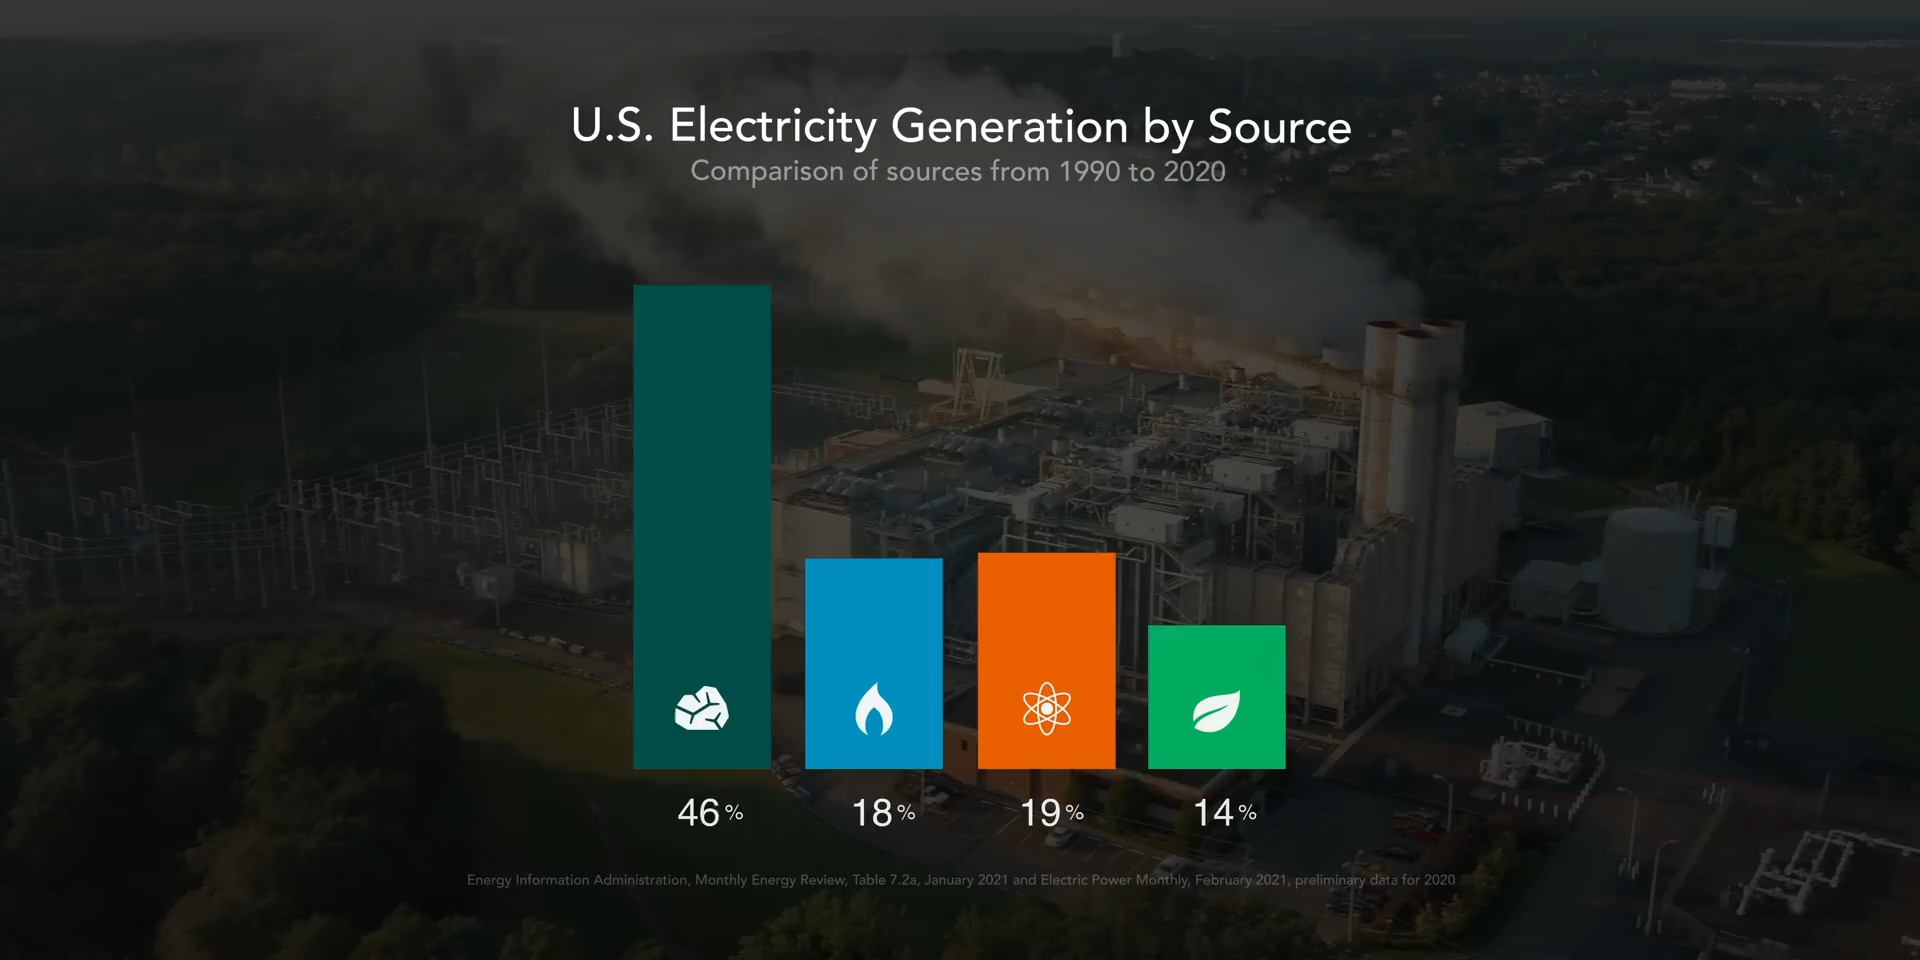 U.S. Electricity Generation by Source
Comparison of sources from 1990 to 2020
46% 18% 19% 14%
Energy Information Administration, Monthly Energy Review, Table 7.2a, January 2021 and Electric Power Monthly, February 2021, preliminary data for 2020